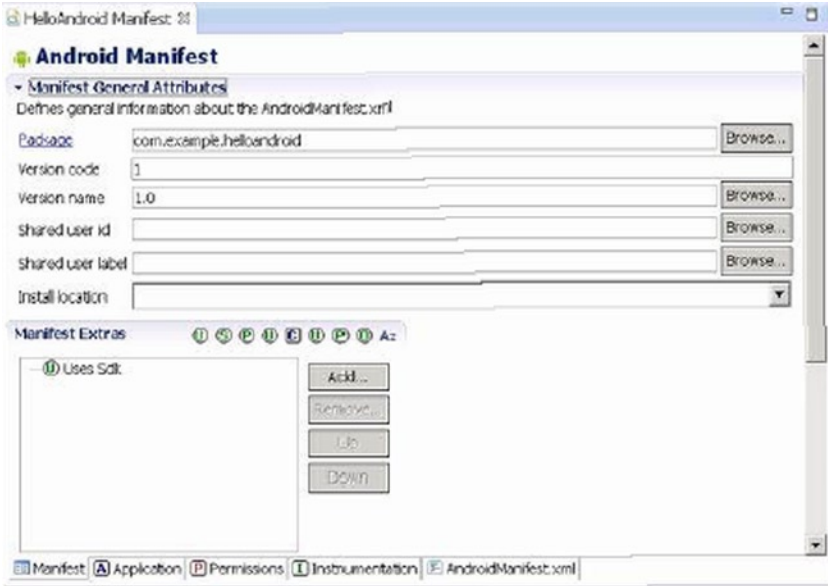 HelloAndroid Manifest
Android Manifest
Manifest General Attributes
Defines general information about the AndroidManifest.xml
Package com.example.helloandroid Browse...
Version code 1
Version name 1.0 Browse...
Shared user id Browse...
Shared user label Browse...
Install location
Manifest Extras I S P U C U P O Az
U Uses Sdk
Add...
Remove...
Up
Down
Manifest A Application P Permissions I Instrumentation F AndroidManifest.xml